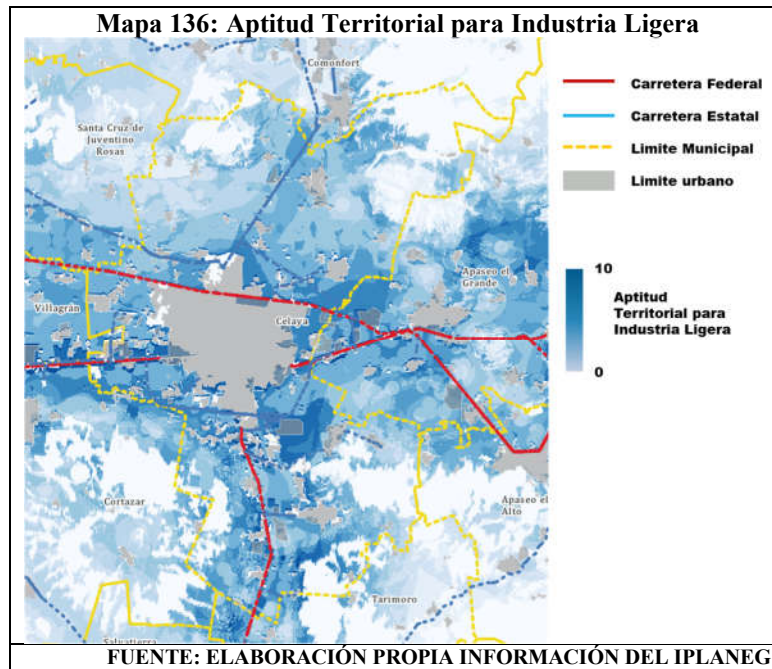 Mapa 136: Aptitud Territorial para Industria Ligera
Comonfort
Santa Cruz de
Juventino
Rosas
Apaseo el
Grande
Villagrán
Celaya
Cortazar
Apaseo el
Alto
Tarimoro
Salvatierra
Carretera Federal
Carretera Estatal
Limite Municipal
Limite urbano
10
Aptitud
Territorial para
Industria Ligera
0
FUENTE: ELABORACIÓN PROPIA INFORMACIÓN DEL IPLANEG